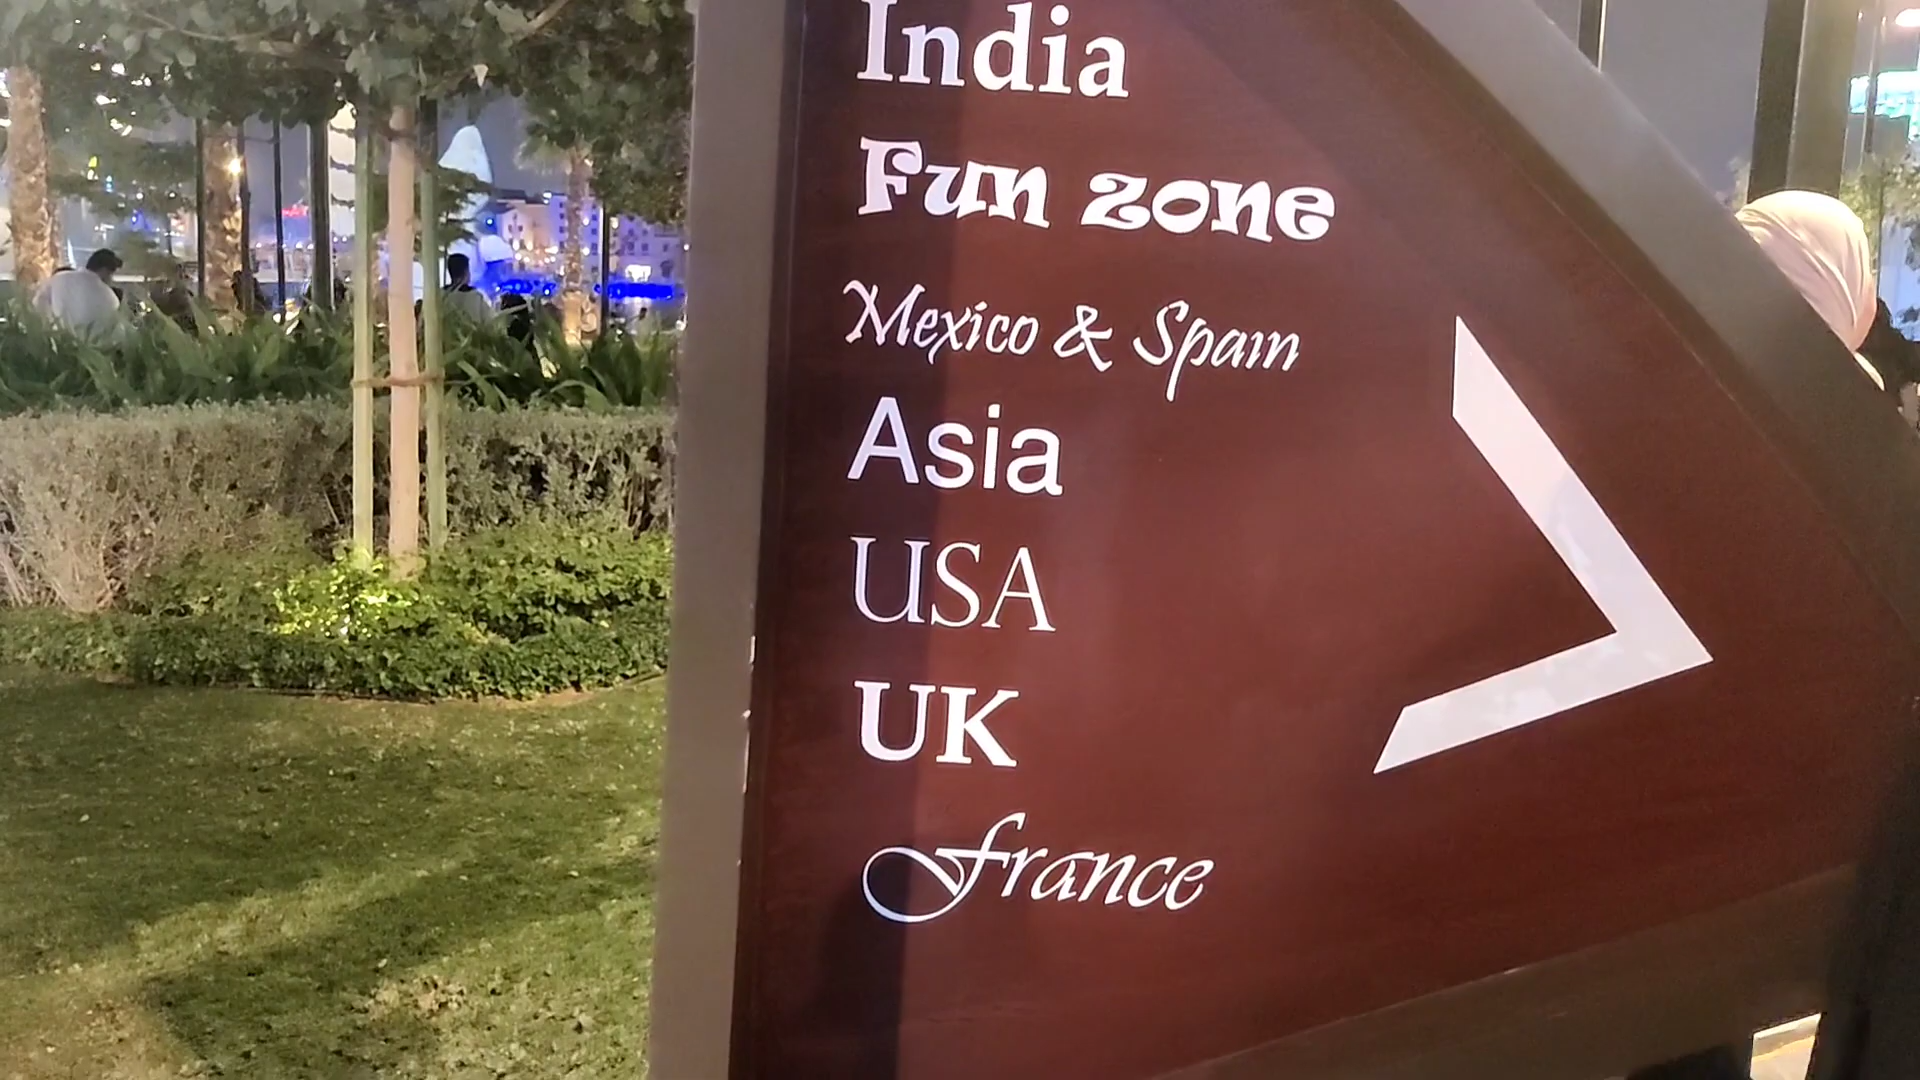 India
Fun zone
Mexico & Spain
Asia
USA
UK
France